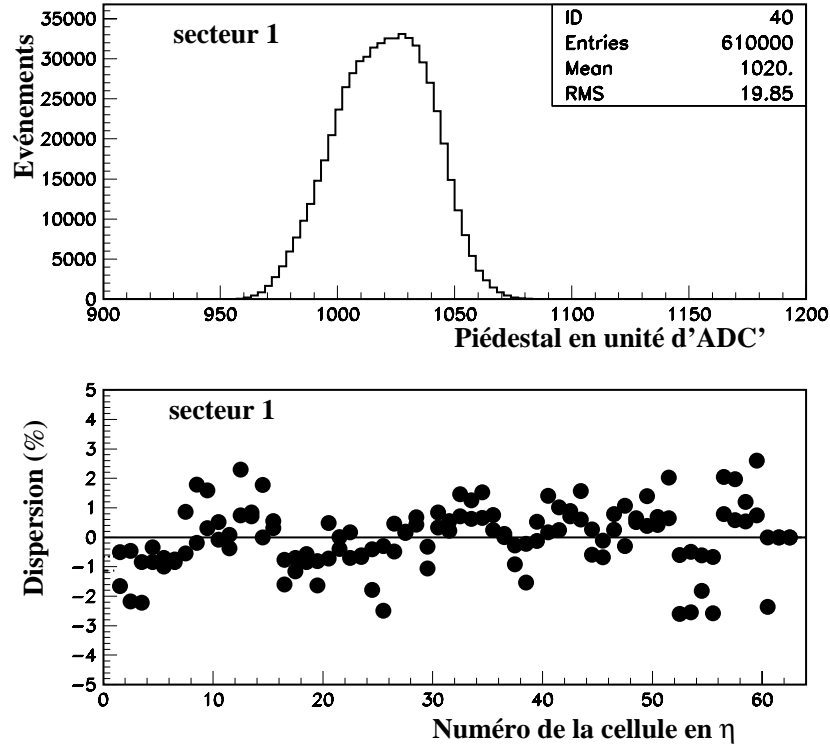 secteur 1
ID 40
Entries 610000
Mean 1020.
RMS 19.85
Evénements
35000
30000
25000
20000
15000
10000
5000
0
900 950 1000 1050 1100 1150 1200
Piédestal en unité d'ADC'
secteur 1
Dispersion (%)
5
4
3
2
1
0
−1
−2
−3
−4
−5
0 10 20 30 40 50 60
Numéro de la cellule en η